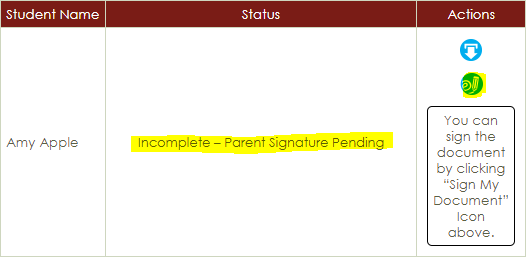 Student Name Status Actions
Amy Apple
Incomplete – Parent Signature Pending
You can
sign the
document
by clicking
“Sign My
Document”
Icon
above.